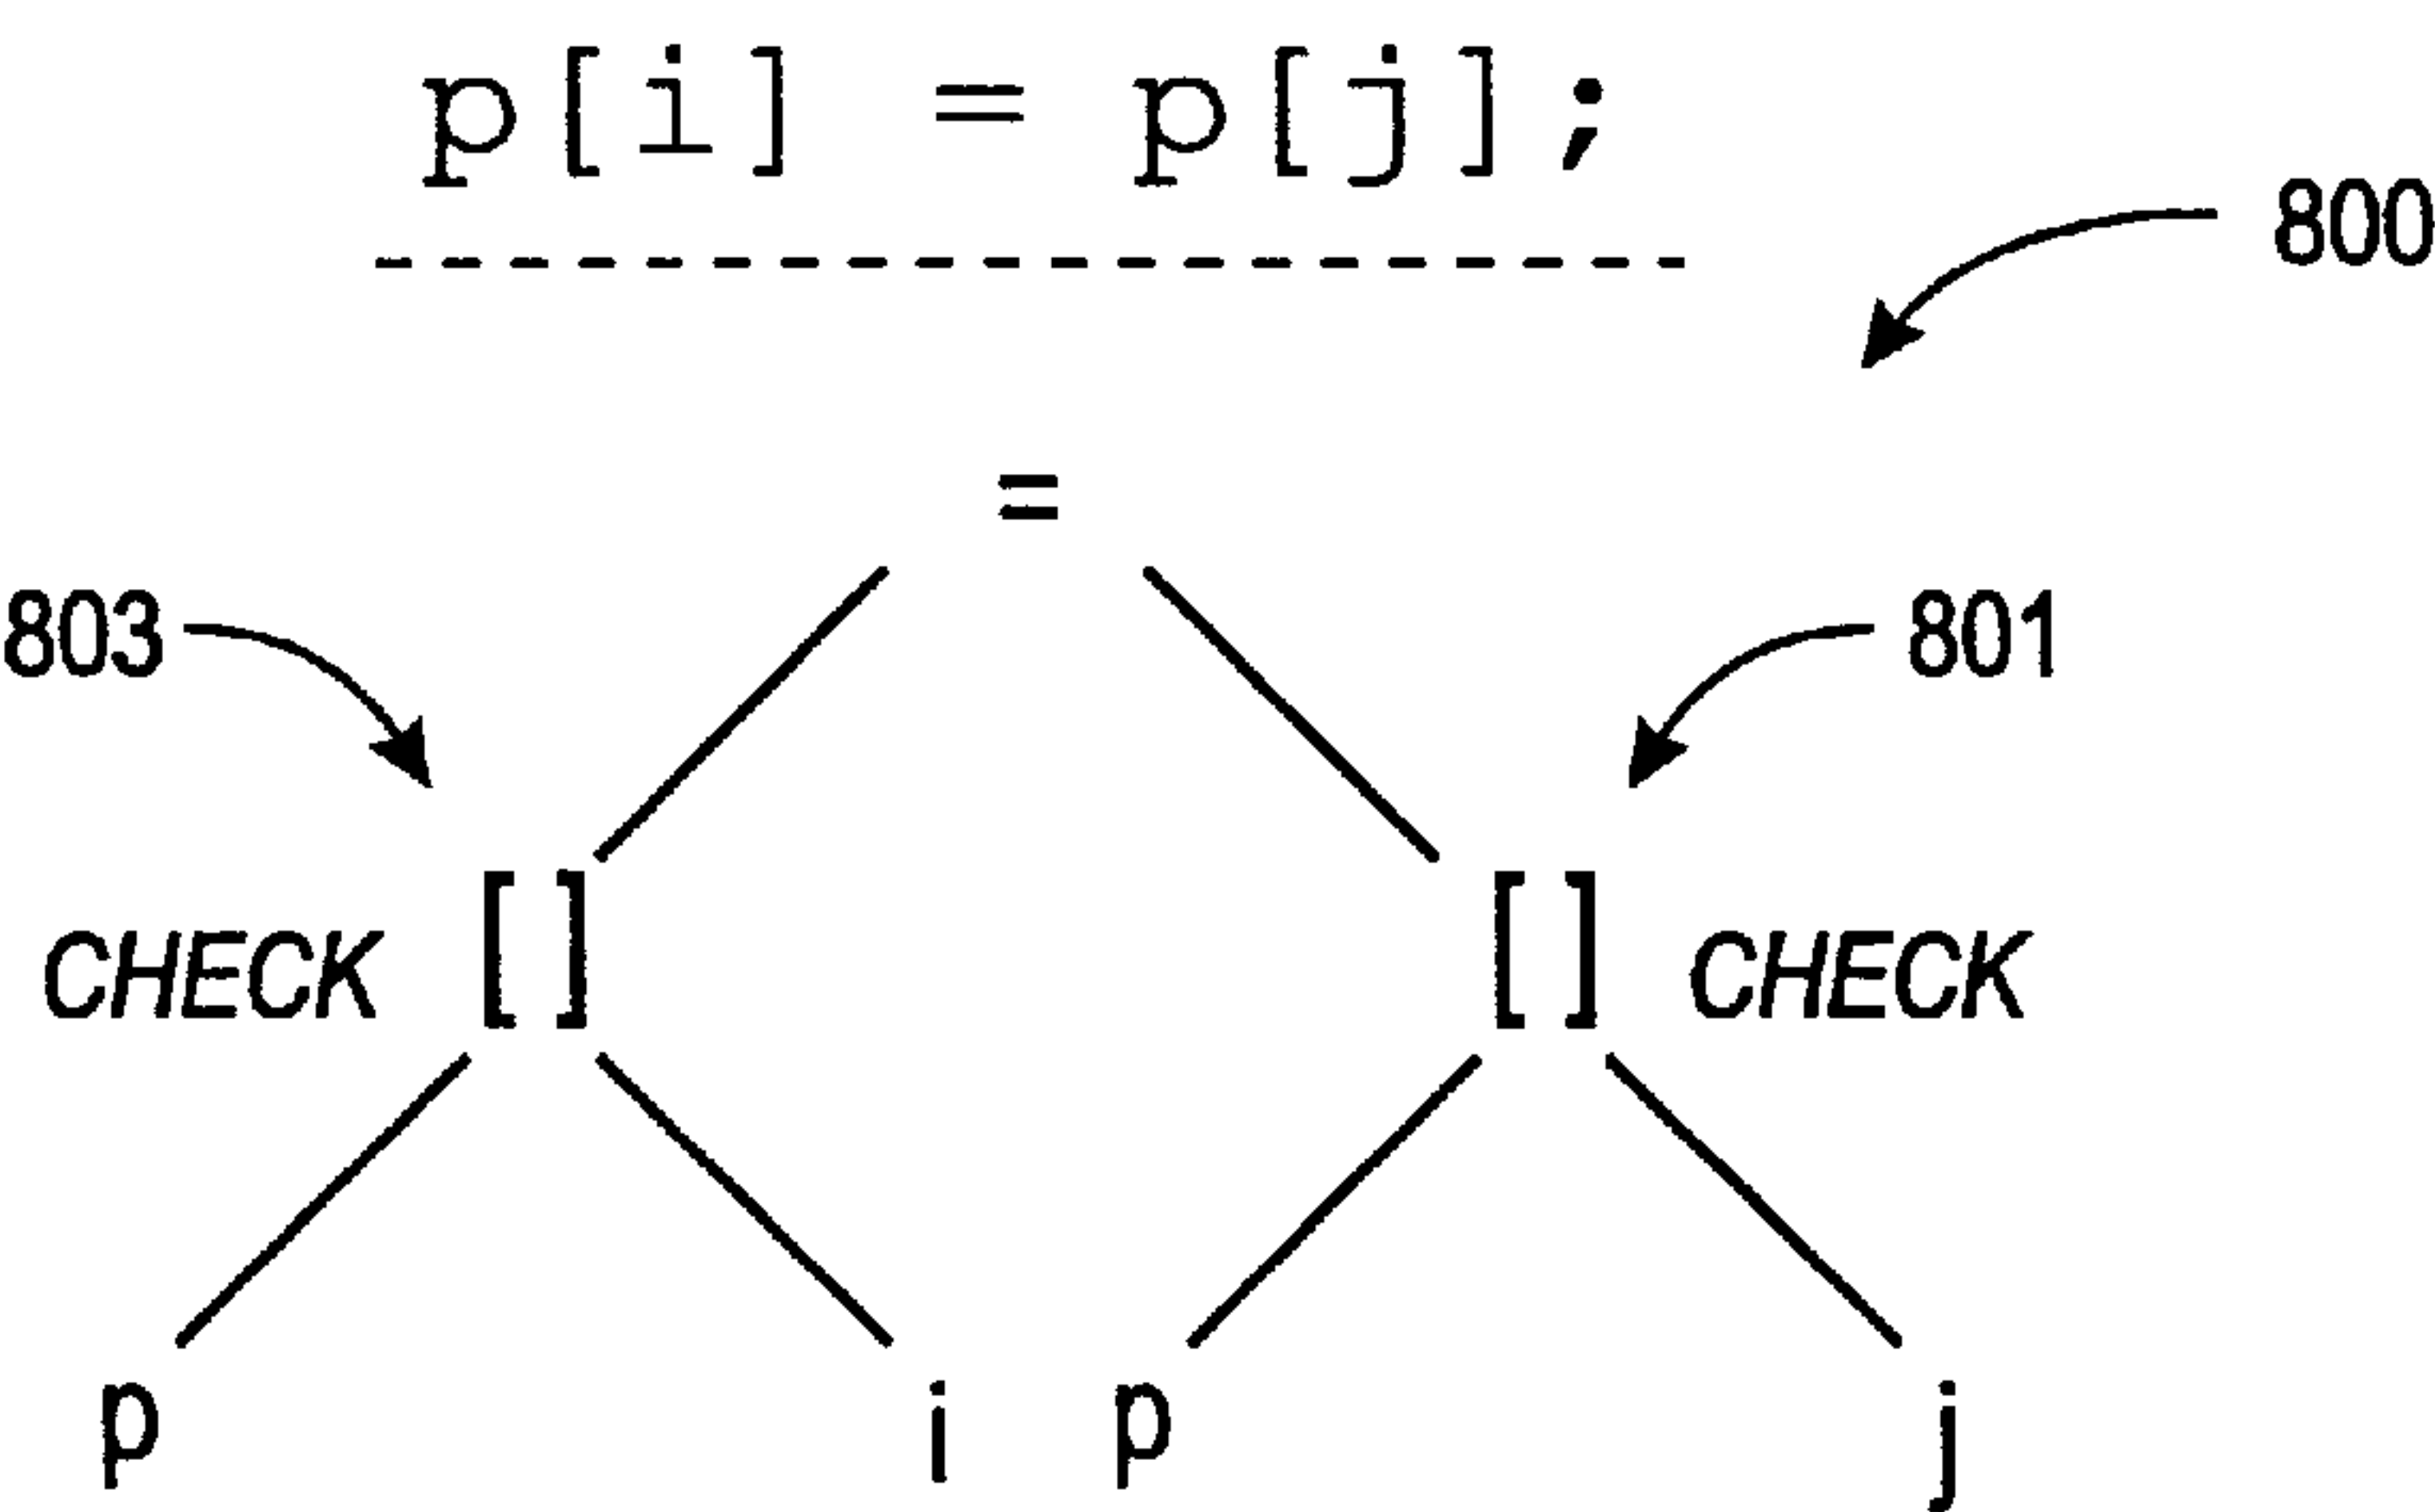 p[i] = p[j];
800
=
803
801
CHECK [] [] CHECK
p i p j